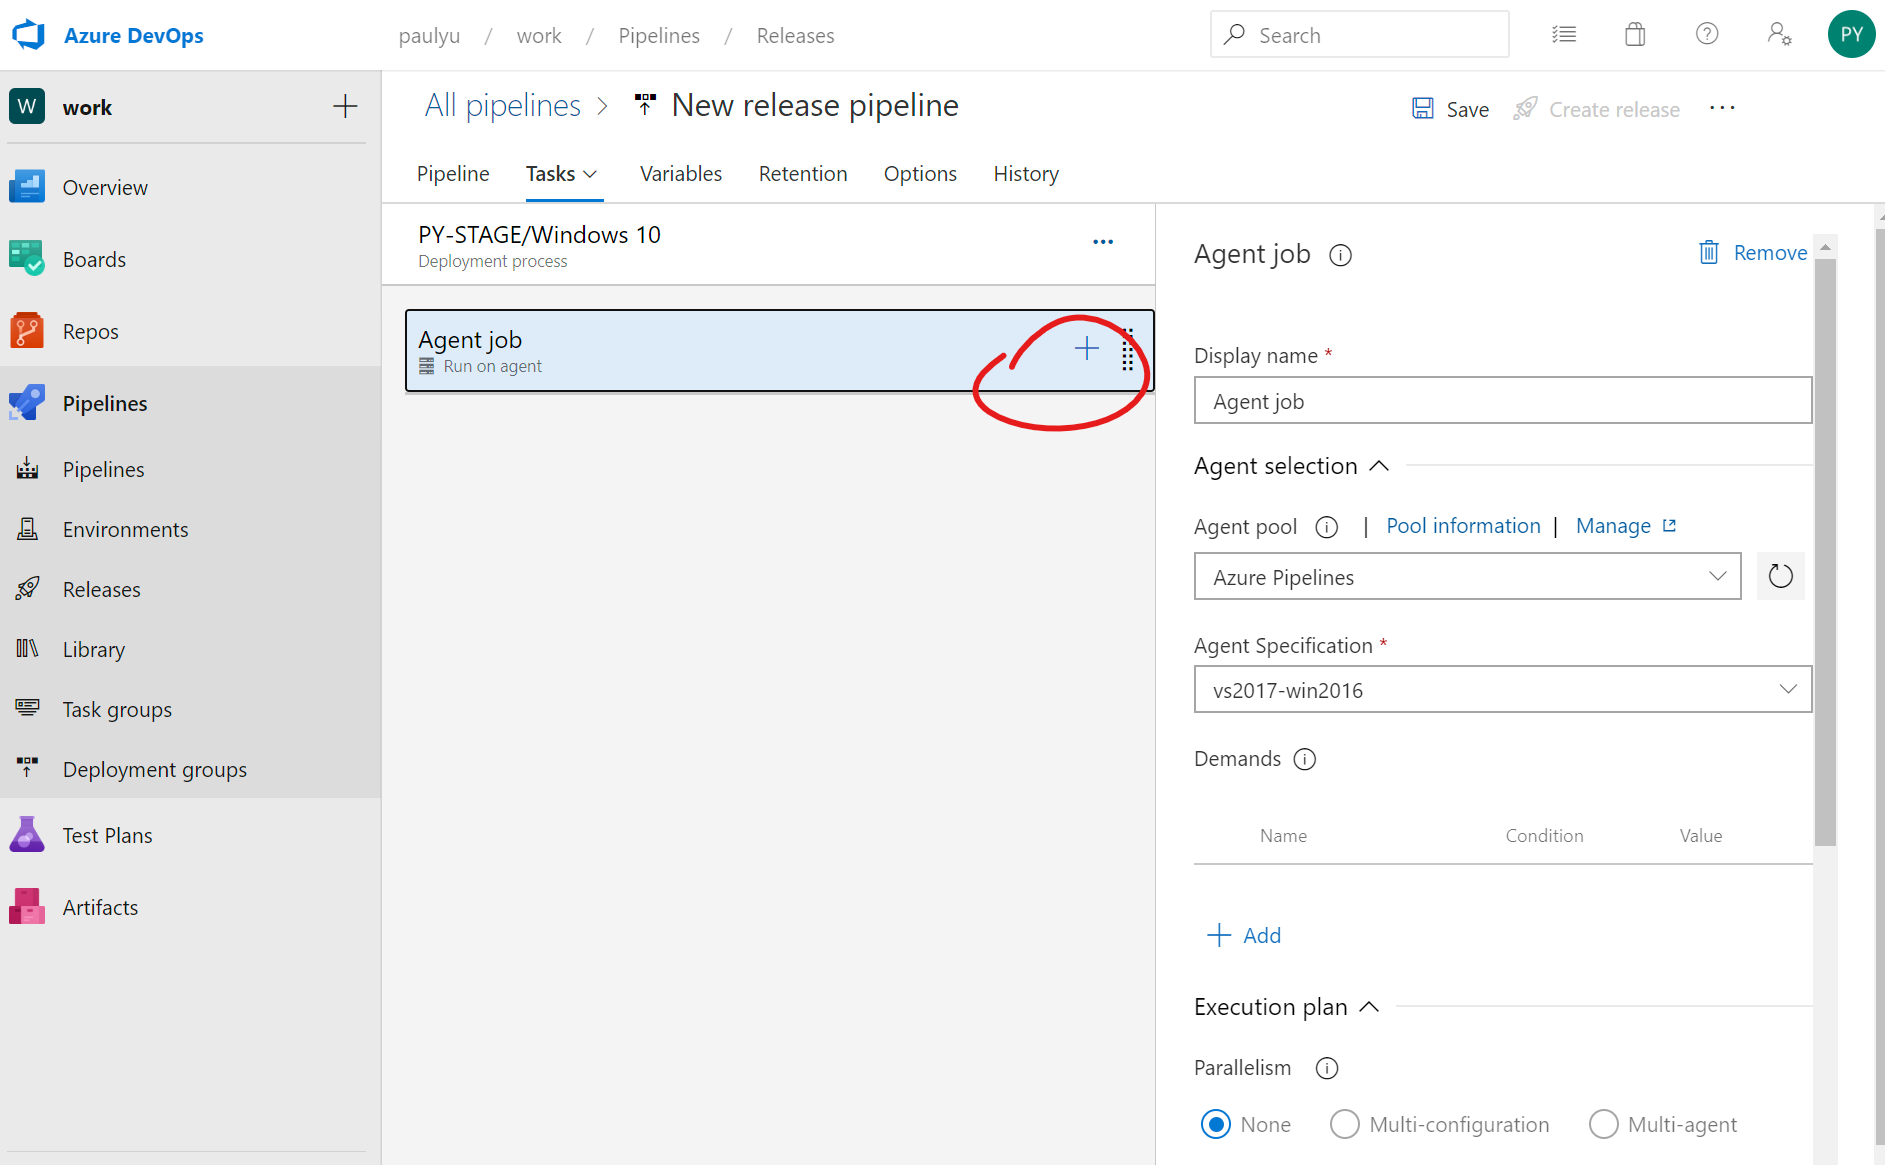 Azure DevOps
paulyu / work / Pipelines / Releases
Search
PY
W work
Overview
Boards
Repos
Pipelines
Pipelines
Environments
Releases
Library
Task groups
Deployment groups
Test Plans
Artifacts
All pipelines > New release pipeline
Save
Create release
...
Pipeline Tasks Variables Retention Options History
PY-STAGE/Windows 10
Deployment process
...
Agent job
Run on agent
Agent job
Remove
Display name *
Agent job
Agent selection
Agent pool | Pool information | Manage
Azure Pipelines
Agent Specification *
vs2017-win2016
Demands
Name Condition Value
+ Add
Execution plan
Parallelism
None Multi-configuration Multi-agent